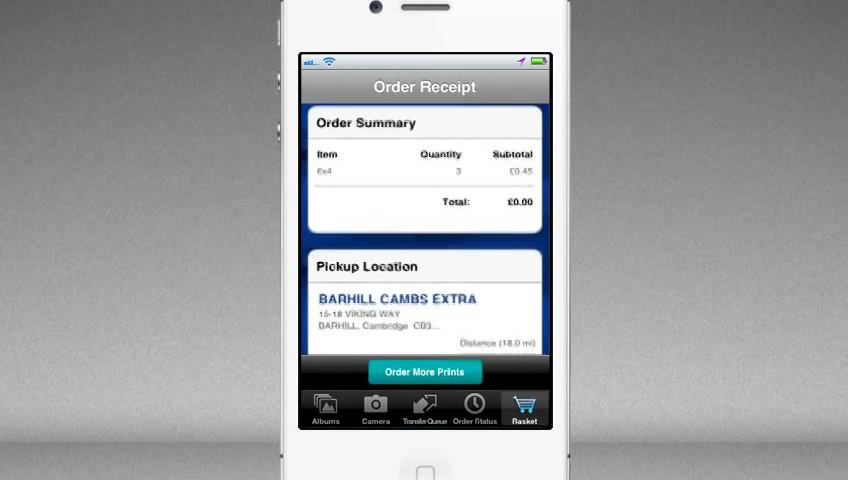 Order Receipt
Order Summary
Item Quantity Subtotal
6x4 3 £0.45
Total: £0.00
Pickup Location
BARHILL CAMBS EXTRA
15-18 VIKING WAY
BARHILL, Cambridge CB3...
Distance (18.0 mi)
Order More Prints
Albums Camera TransferQueue Order Status Basket